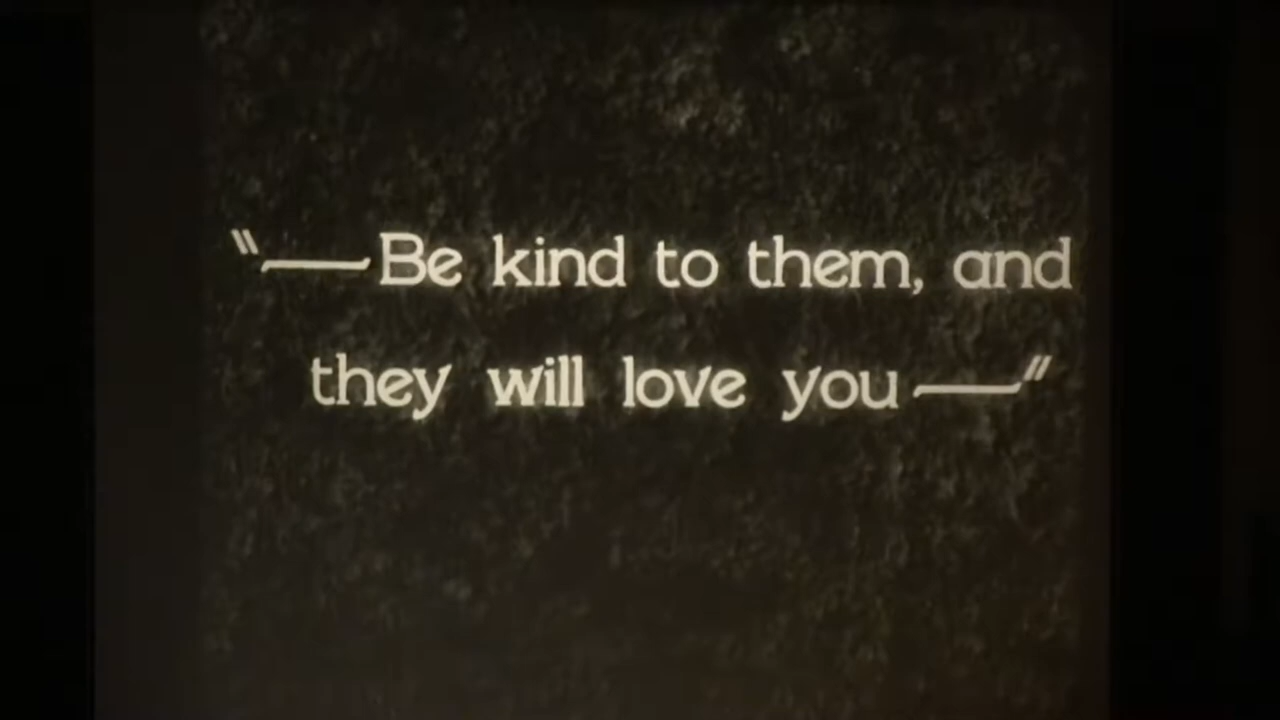 "—Be kind to them, and
they will love you—"